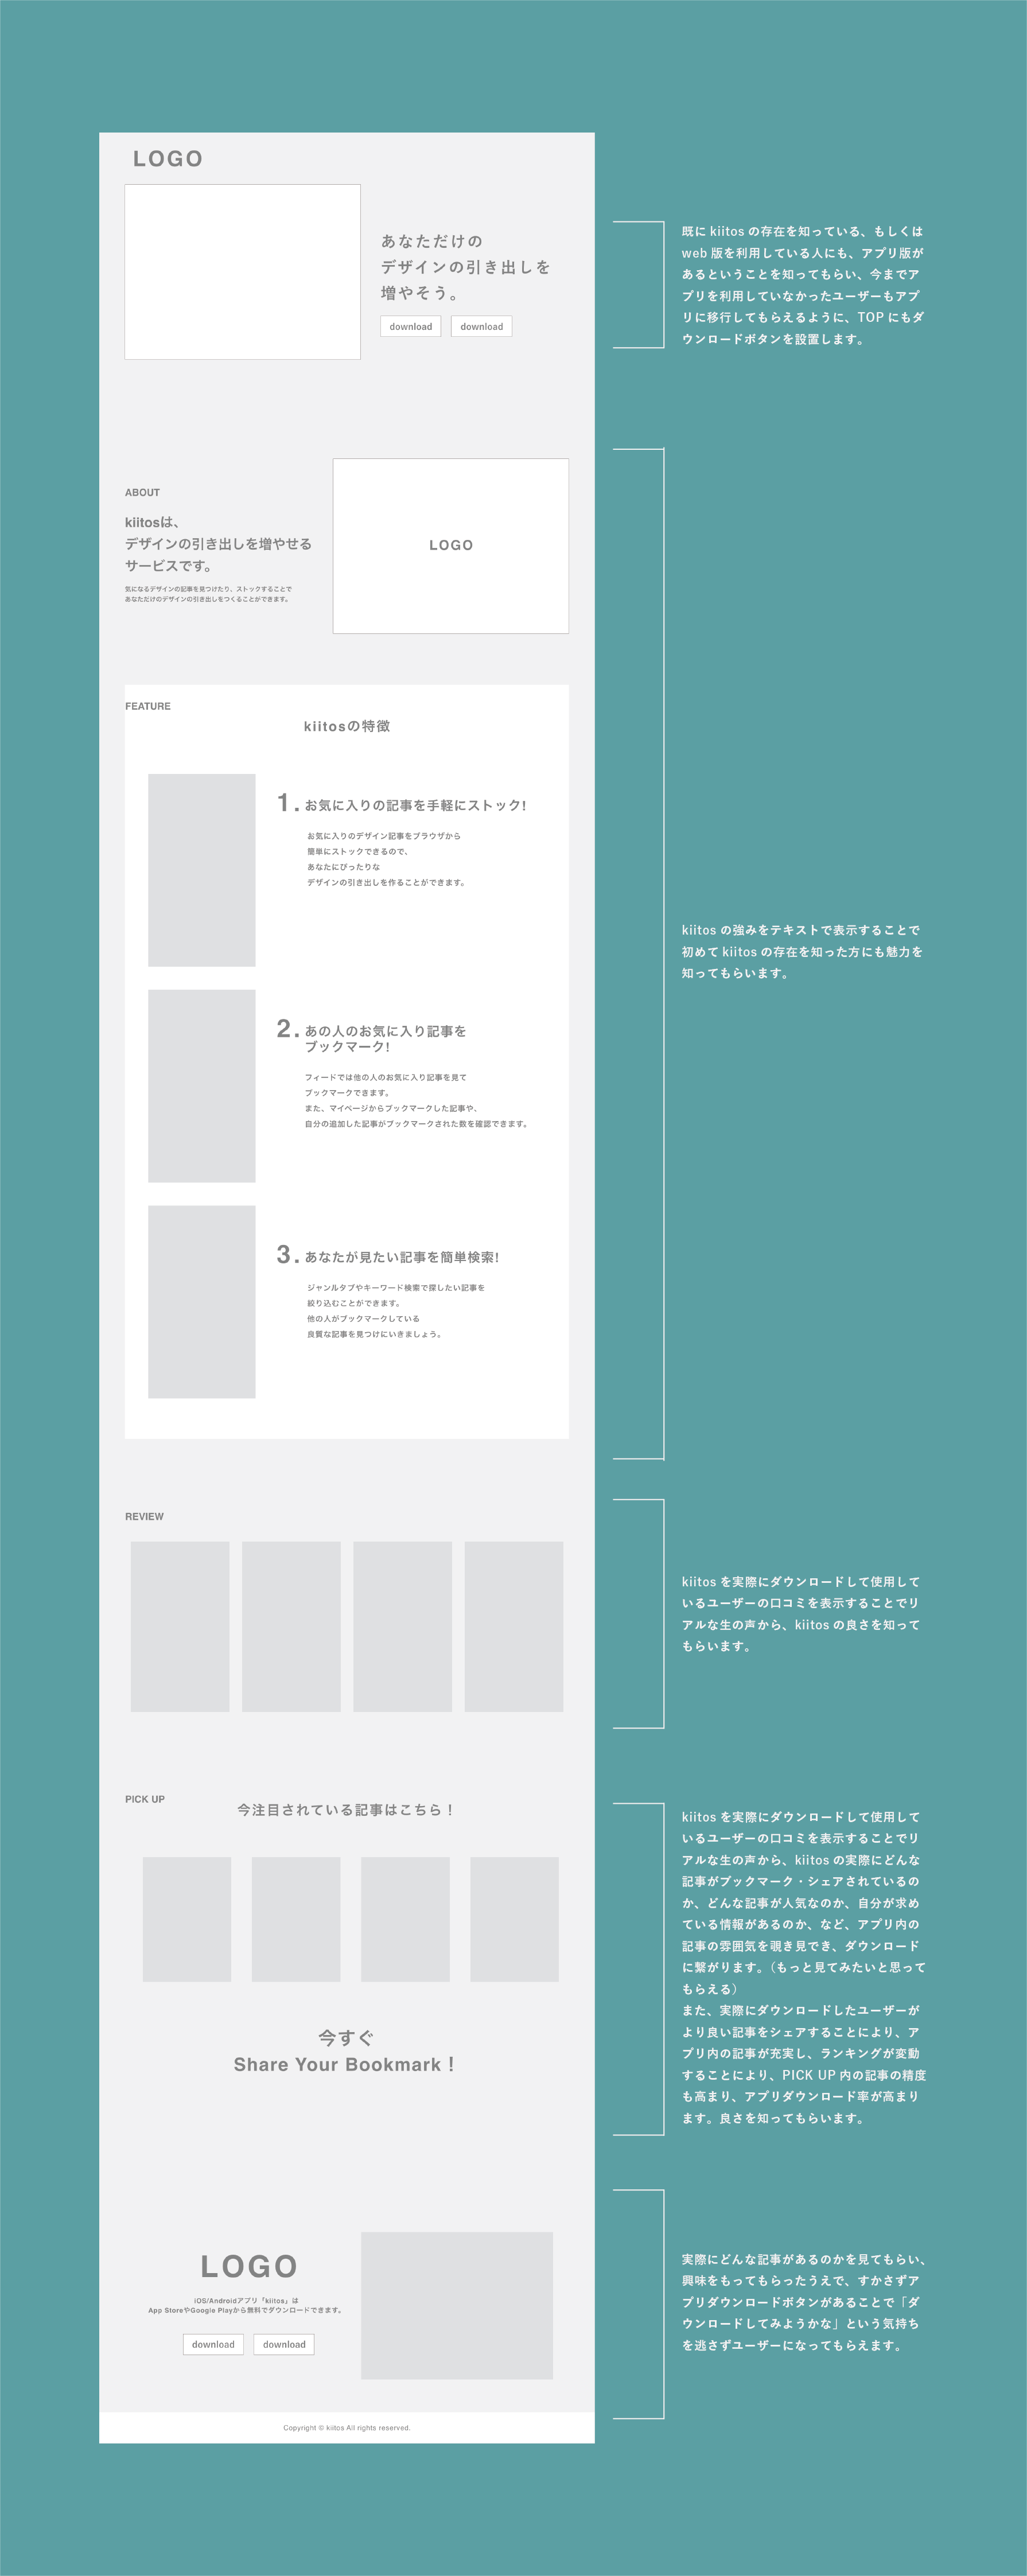 LOGO
あなただけの
デザインの引き出しを
増やそう。
download
download
既に kiitos の存在を知っている、もしくは
web 版を利用している人にも、アプリ版が
あるということを知ってもらい、今までア
プリを利用していなかったユーザーもアプ
リに移行してもらえるように、TOP にもダ
ウンロードボタンを設置します。
ABOUT
kiitosは、
デザインの引き出しを増やせる
サービスです。
気になるデザインの記事を見つけたり、ストックすることで
あなただけのデザインの引き出しをつくることができます。
LOGO
FEATURE
kiitosの特徴
1. お気に入りの記事を手軽にストック!
お気に入りのデザイン記事をブラウザから
簡単にストックできるので、
あなたにぴったりな
デザインの引き出しを作ることができます。
2. あの人のお気に入り記事を
ブックマーク!
フィードでは他の人のお気に入り記事を見て
ブックマークできます。
また、マイページからブックマークした記事や、
自分の追加した記事がブックマークされた数を確認できます。
3. あなたが見たい記事を簡単検索!
ジャンルタブやキーワード検索で探したい記事を
絞り込むことができます。
他の人がブックマークしている
良質な記事を見つけにいきましょう。
kiitos の強みをテキストで表示することで
初めて kiitos の存在を知った方にも魅力を
知ってもらいます。
REVIEW
kiitos を実際にダウンロードして使用して
いるユーザーの口コミを表示することでリ
アルな生の声から、kiitos の良さを知って
もらいます。
PICK UP
今注目されている記事はこちら！
今すぐ
Share Your Bookmark！
kiitos を実際にダウンロードして使用して
いるユーザーの口コミを表示することでリ
アルな生の声から、kiitos の実際にどんな
記事がブックマーク・シェアされているの
か、どんな記事が人気なのか、自分が求め
ている情報があるのか、など、アプリ内の
記事の雰囲気を覗き見でき、ダウンロード
に繋がります。（もっと見てみたいと思って
もらえる）
また、実際にダウンロードしたユーザーが
より良い記事をシェアすることにより、ア
プリ内の記事が充実し、ランキングが変動
することにより、PICK UP 内の記事の精度
も高まり、アプリダウンロード率が高まり
ます。良さを知ってもらいます。
LOGO
iOS/Androidアプリ「kiitos」は
App StoreやGoogle Playから無料でダウンロードできます。
download
download
実際にどんな記事があるのかを見てもらい、
興味をもってもらったうえで、すかさずア
プリダウンロードボタンがあることで「ダ
ウンロードしてみようかな」という気持ち
を逃さずユーザーになってもらえます。
Copyright © kiitos All rights reserved.